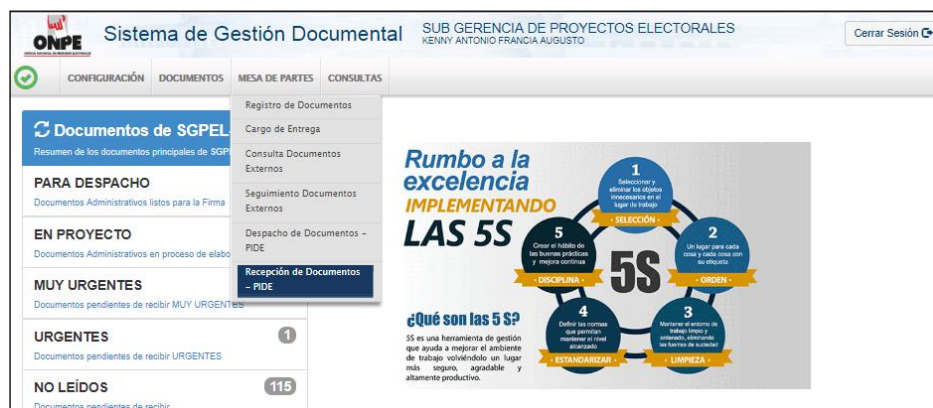 ONPE
Sistema de Gestión Documental
SUB GERENCIA DE PROYECTOS ELECTORALES
KENNY ANTONIO FRANCIA AUGUSTO
Cerrar Sesión
CONFIGURACIÓN DOCUMENTOS MESA DE PARTES CONSULTAS
Registro de Documentos
Cargo de Entrega
Consulta Documentos
Externos
Seguimiento Documentos
Externos
Despacho de Documentos –
PIDE
Recepción de Documentos
– PIDE
Documentos de SGPEL
Resumen de los documentos principales de SGP
PARA DESPACHO
Documentos Administrativos listos para la Firma
EN PROYECTO
Documentos Administrativos en proceso de elabo
MUY URGENTES
Documentos pendientes de recibir MUY URGENTES
URGENTES 1
Documentos pendientes de recibir URGENTES
NO LEÍDOS 115
Documentos pendientes de recibir
Rumbo a la
excelencia
IMPLEMENTANDO
LAS 5S
¿Qué son las 5 S?
5S es una herramienta de gestión
que ayuda a mejorar el ambiente
de trabajo volviéndolo un lugar
más seguro, agradable y
altamente productivo.
1
Seleccionar y
eliminar los objetos
innecesarios en el
lugar de trabajo
- SELECCIÓN -
2
Un lugar para cada
cosa y cada cosa con
su etiqueta
- ORDEN -
3
Mantener el entorno de
trabajo limpio y
ordenado, eliminando
las fuentes de suciedad
- LIMPIEZA -
4
Definir las normas
que permitan
mantener el nivel
alcanzado
- ESTANDARIZAR -
5
Crear el hábito de
las buenas prácticas
y mejora continua
- DISCIPLINA -
5S